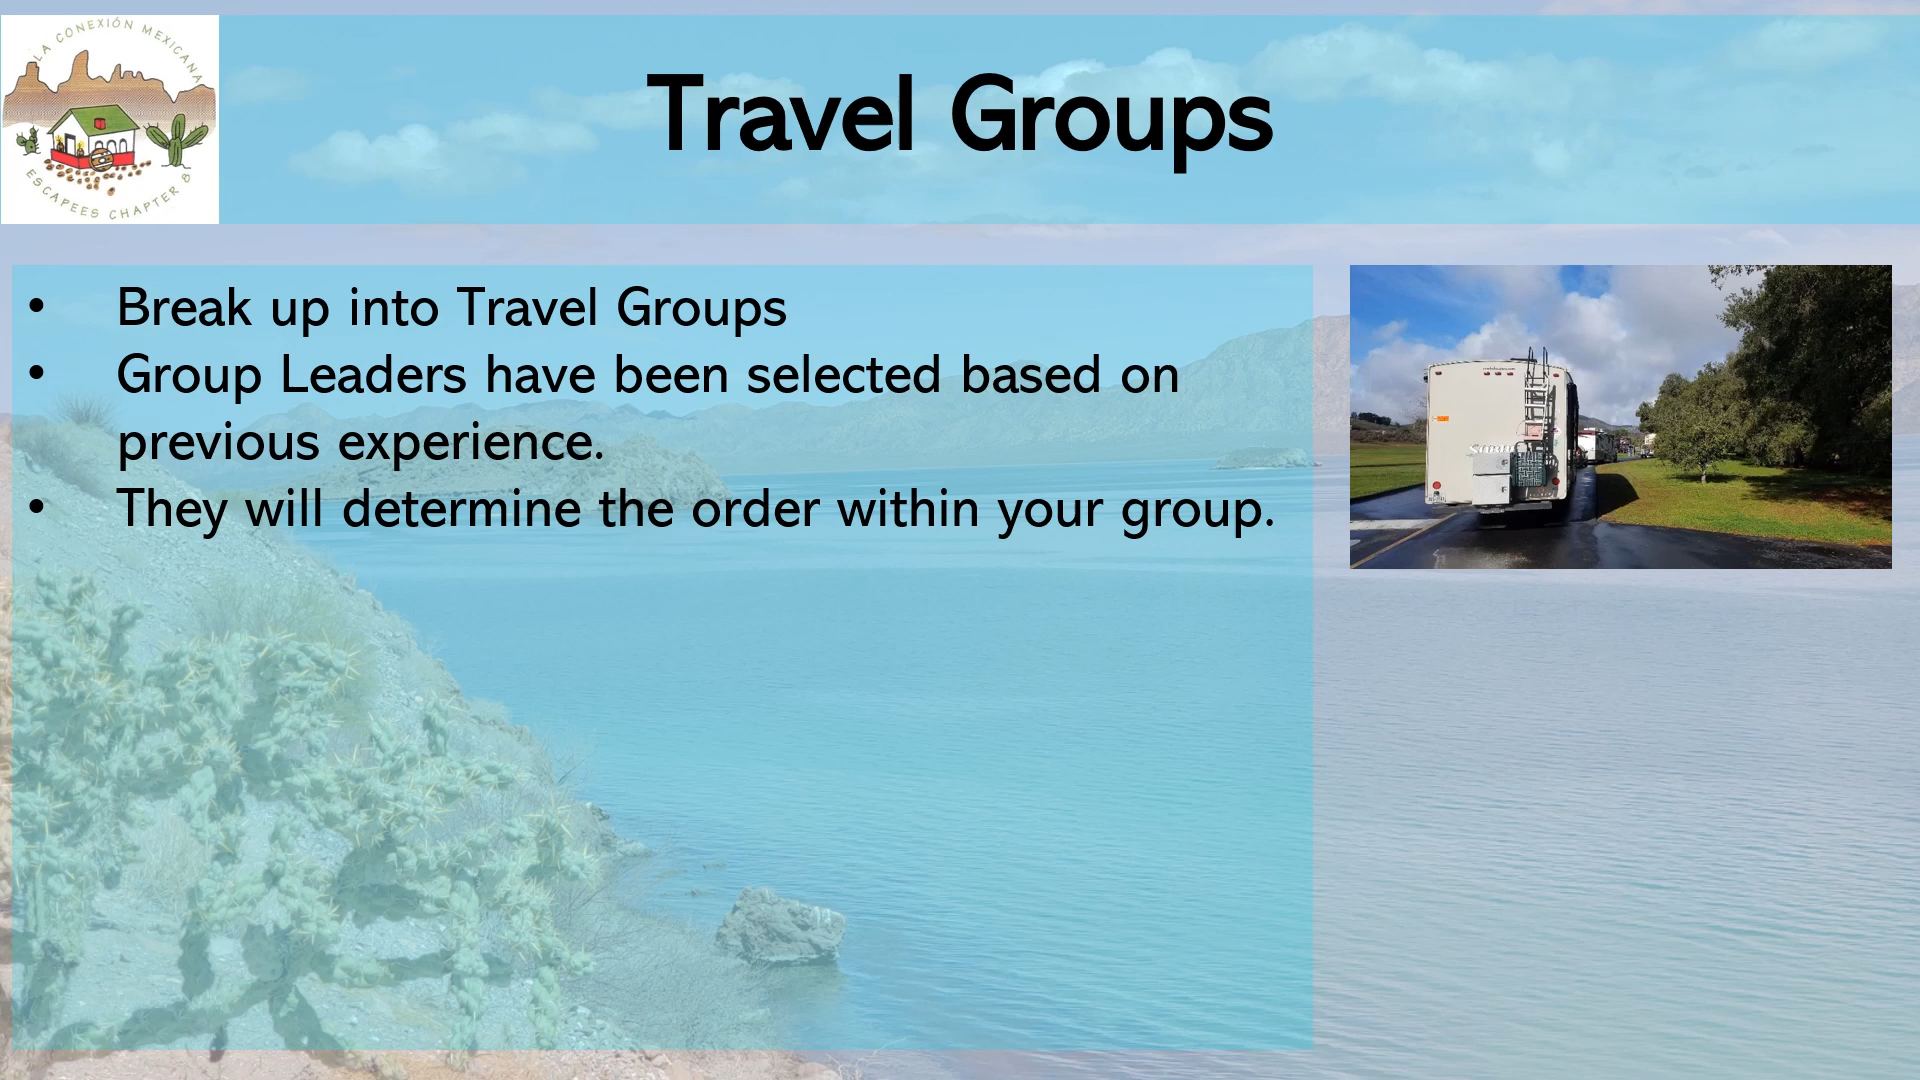 LA CONEXIÓN MEXICANA
ESCAPEES CHAPTER 8
Travel Groups
• Break up into Travel Groups
• Group Leaders have been selected based on
previous experience.
• They will determine the order within your group.